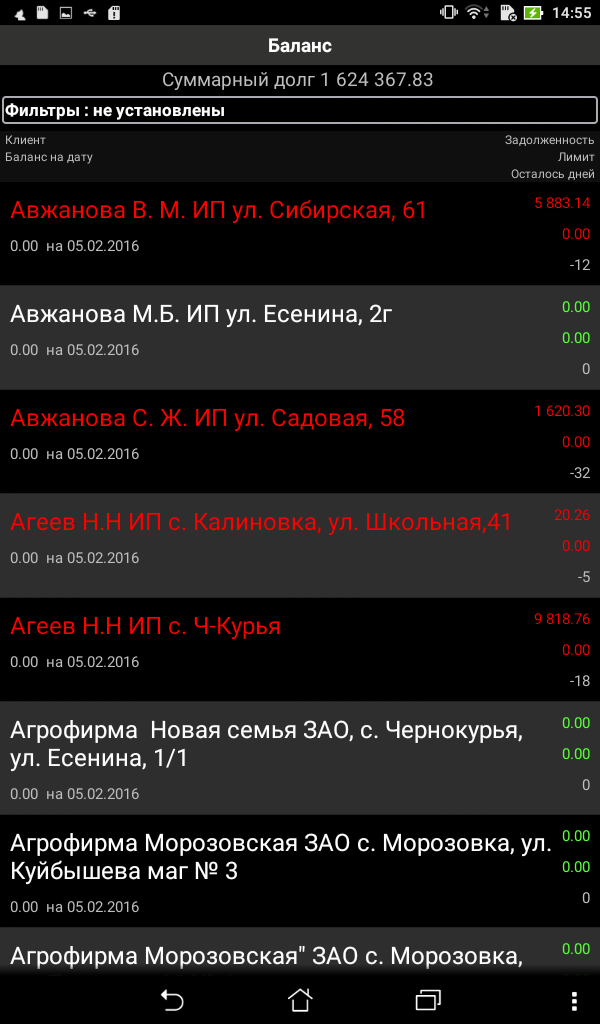 14:55
Баланс
Суммарный долг 1 624 367.83
Фильтры : не установлены
Клиент Задолженность
Баланс на дату Лимит
Осталось дней
Авжанова В. М. ИП ул. Сибирская, 61 5 883.14
0.00
0.00 на 05.02.2016 -12
Авжанова М.Б. ИП ул. Есенина, 2г 0.00
0.00
0.00 на 05.02.2016 0
Авжанова С. Ж. ИП ул. Садовая, 58 1 620.30
0.00
0.00 на 05.02.2016 -32
Агеев Н.Н ИП с. Калиновка, ул. Школьная,41 20.26
0.00
0.00 на 05.02.2016 -5
Агеев Н.Н ИП с. Ч-Курья 9 818.76
0.00
0.00 на 05.02.2016 -18
Агрофирма  Новая семья ЗАО, с. Чернокурья, 0.00
ул. Есенина, 1/1 0.00
0.00 на 05.02.2016 0
Агрофирма Морозовская ЗАО с. Морозовка, ул. 0.00
Куйбышева маг № 3 0.00
0.00 на 05.02.2016 0
Агрофирма Морозовская" ЗАО с. Морозовка, 0.00